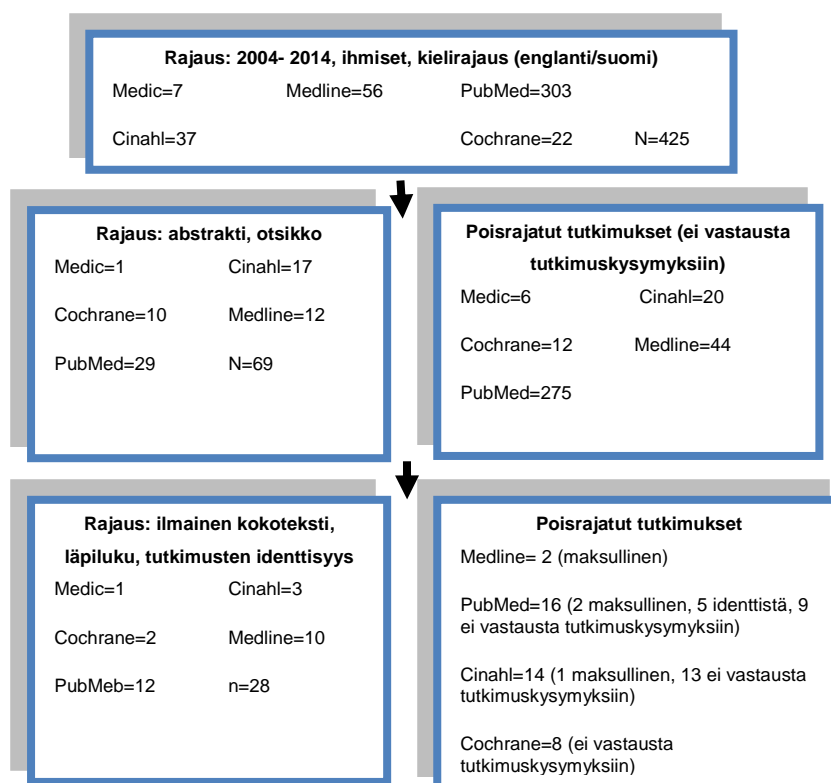 Rajaus: 2004- 2014, ihmiset, kielirajaus (englanti/suomi)
Medic=7 Medline=56 PubMed=303
Cinahl=37 Cochrane=22 N=425
Rajaus: abstrakti, otsikko
Medic=1 Cinahl=17
Cochrane=10 Medline=12
PubMed=29 N=69
Poisrajatut tutkimukset (ei vastausta
tutkimuskysymyksiin)
Medic=6 Cinahl=20
Cochrane=12 Medline=44
PubMed=275
Rajaus: ilmainen kokoteksti,
läpiluku, tutkimusten identtisyys
Medic=1 Cinahl=3
Cochrane=2 Medline=10
PubMeb=12 n=28
Poisrajatut tutkimukset
Medline= 2 (maksullinen)
PubMed=16 (2 maksullinen, 5 identtistä, 9
ei vastausta tutkimuskysymyksiin)
Cinahl=14 (1 maksullinen, 13 ei vastausta
tutkimuskysymyksiin)
Cochrane=8 (ei vastausta
tutkimuskysymyksiin)